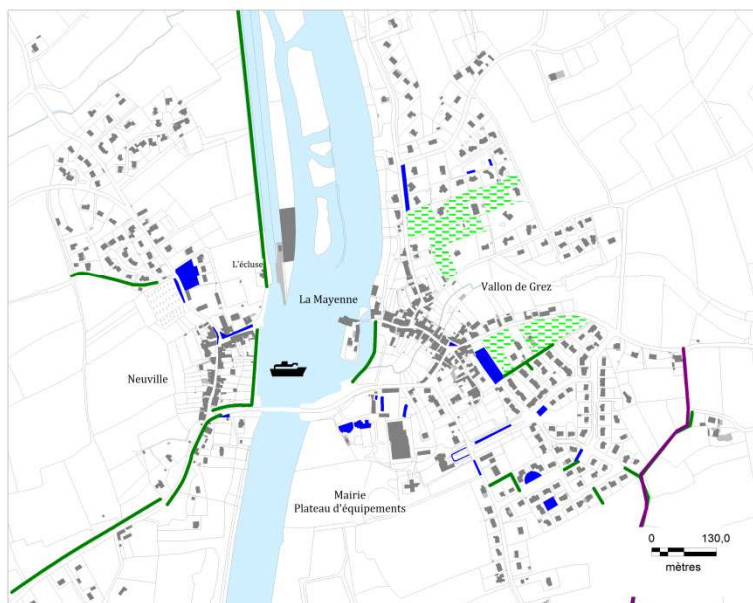 L'écluse
La Mayenne
Vallon de Grez
Neuville
Mairie
Plateau d'équipements
0 130,0
mètres